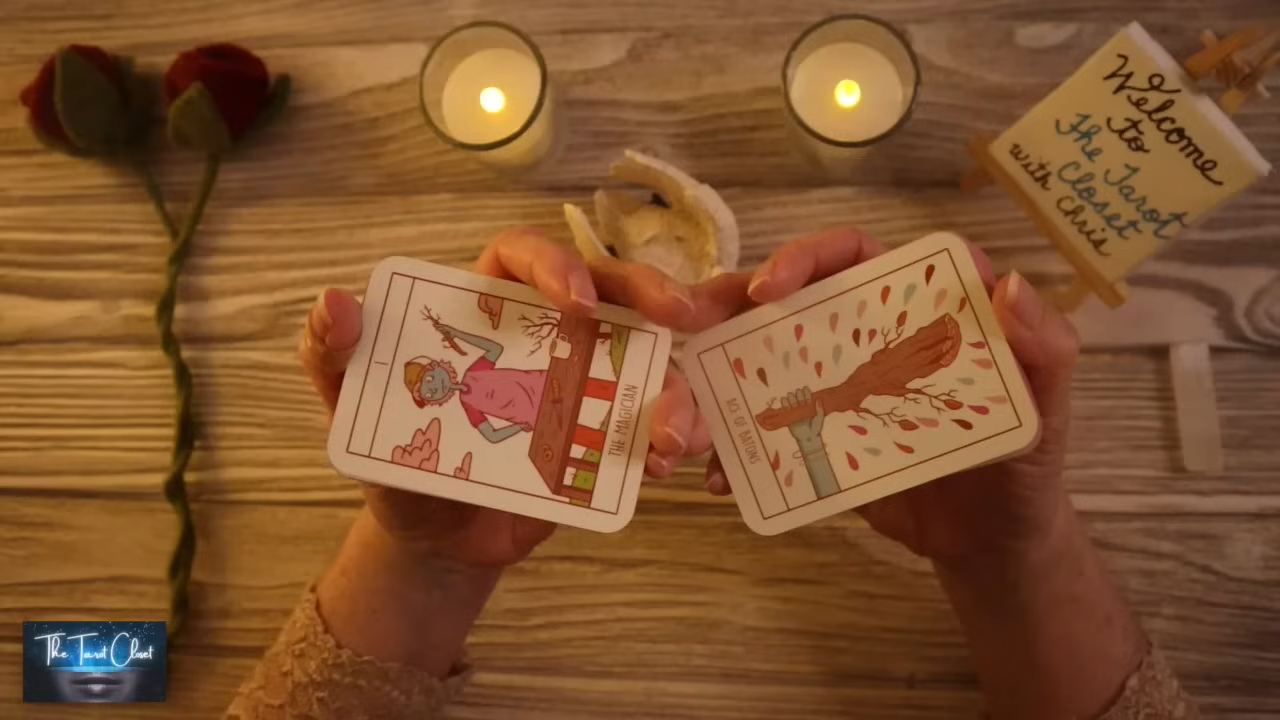 Welcome
to
The Tarot
Closet
with Chris
I
THE MAGICIAN
ACE OF BATONS
The Tarot Closet